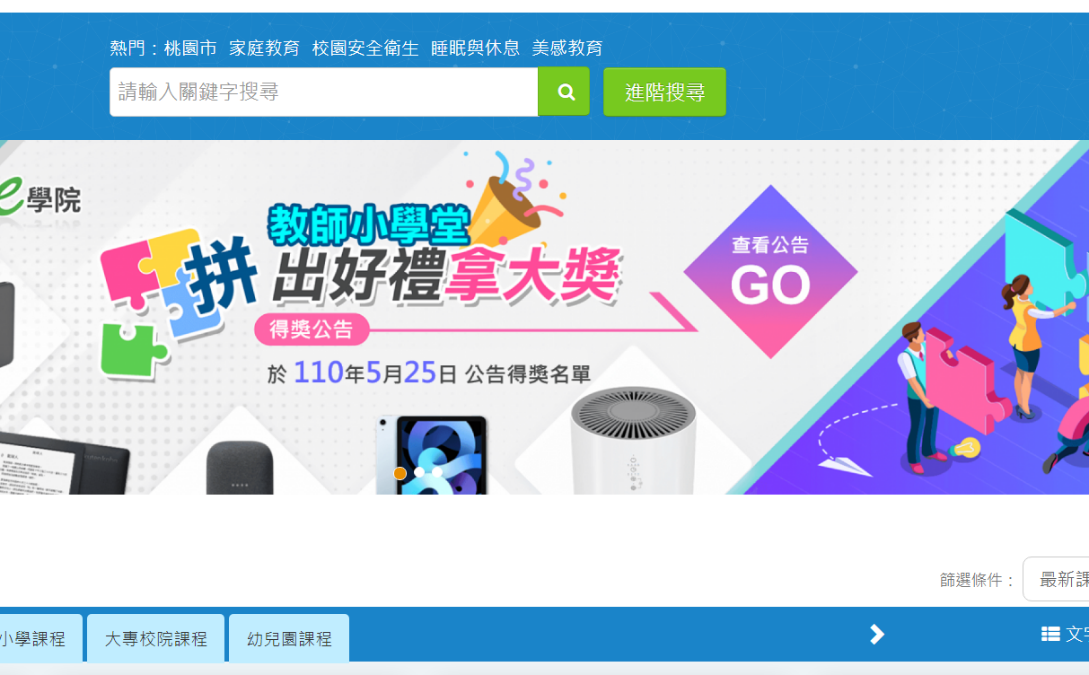 熱門：桃園市 家庭教育 校園安全衛生 睡眠與休息 美感教育
請輸入關鍵字搜尋
進階搜尋
e學院
教師小學堂
拼出好禮拿大獎
得獎公告
於 110年5月25日 公告得獎名單
查看公告
GO
篩選條件：
最新課
小學課程
大專校院課程
幼兒園課程
文字